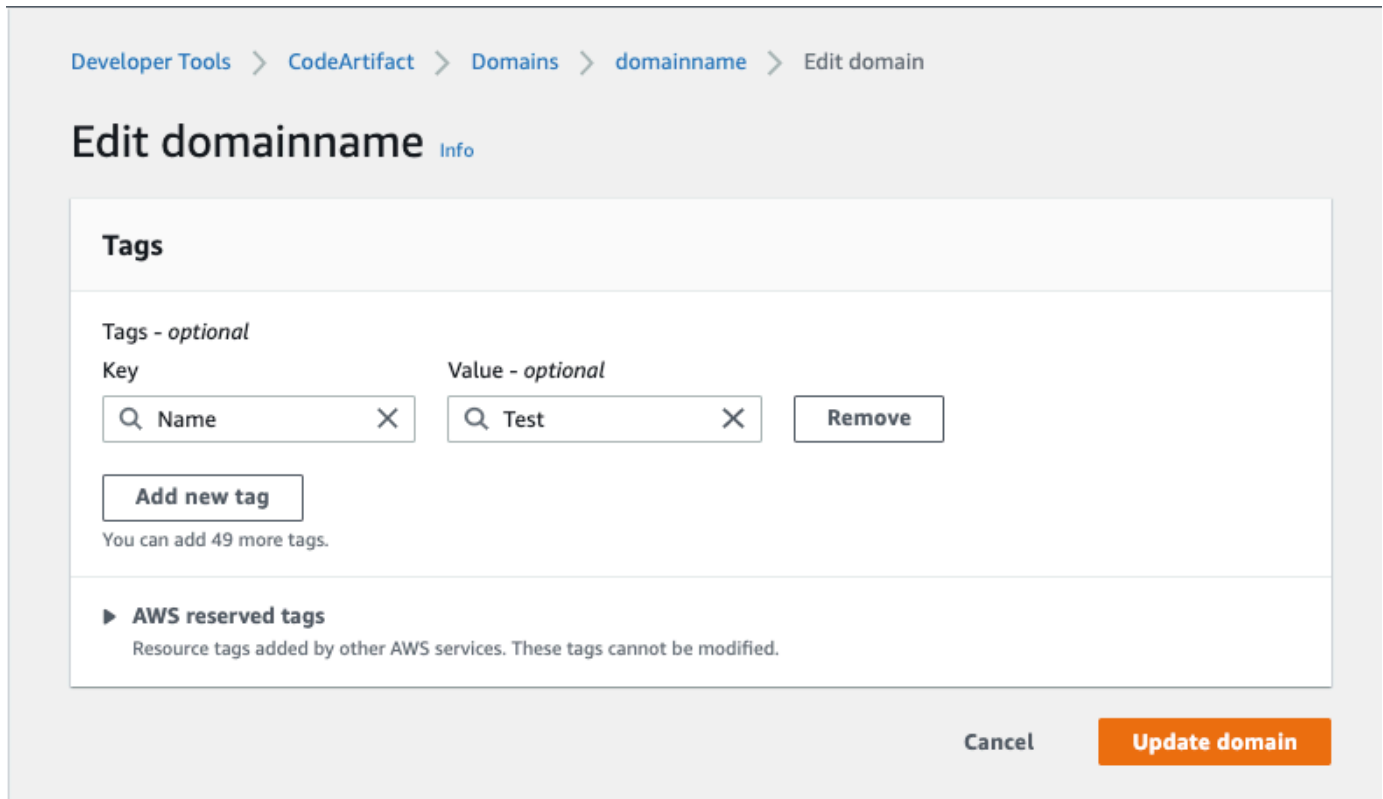 Developer Tools > CodeArtifact > Domains > domainname > Edit domain
Edit domainname Info
Tags
Tags - optional
Key Value - optional
Name Test Remove
Add new tag
You can add 49 more tags.
AWS reserved tags
Resource tags added by other AWS services. These tags cannot be modified.
Cancel Update domain